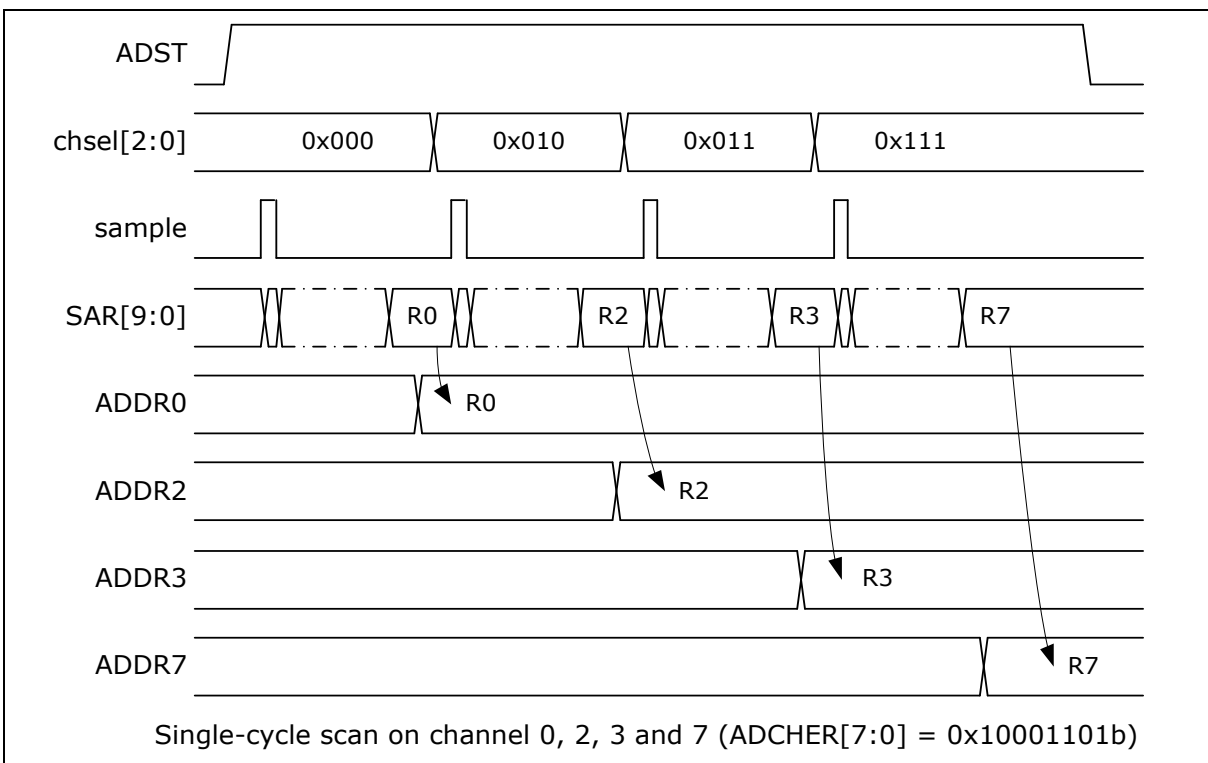 ADST
chsel[2:0] 0x000 0x010 0x011 0x111
sample
SAR[9:0] R0 R2 R3 R7
ADDR0 R0
ADDR2 R2
ADDR3 R3
ADDR7 R7
Single-cycle scan on channel 0, 2, 3 and 7 (ADCHER[7:0] = 0x10001101b)